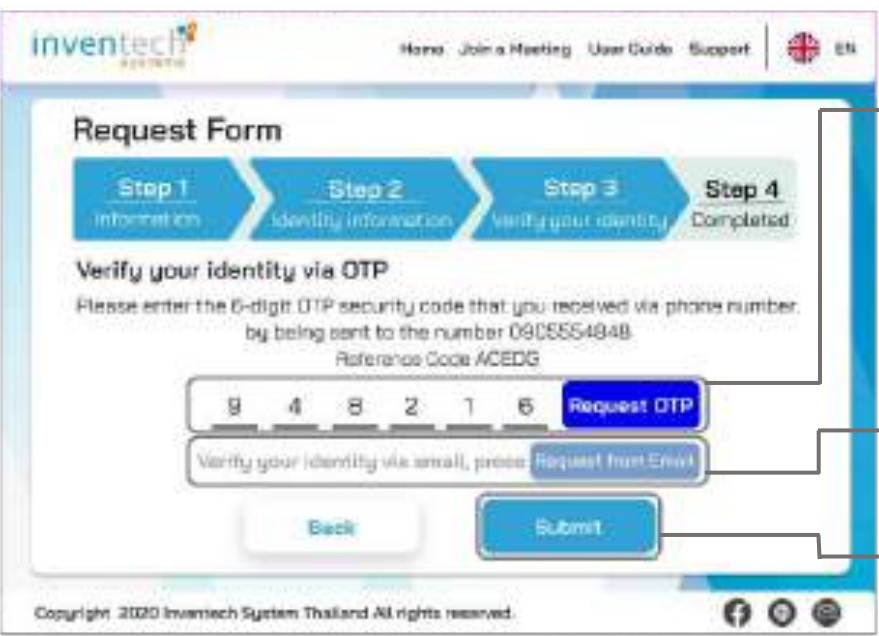 inventech
systems
Home Join a Meeting User Guide Support EN
Request Form
Step 1 Step 2 Step 3 Step 4
Information Identity information Verify your identity Completed
Verify your identity via OTP
Please enter the 6-digit OTP security code that you received via phone number,
by being sent to the number 0905554848
Reference Code ACEDG
9 4 8 2 1 6 Request OTP
Verify your identity via email, press Request from Email
Back Submit
Copyright 2020 Inventech System Thailand All rights reserved.